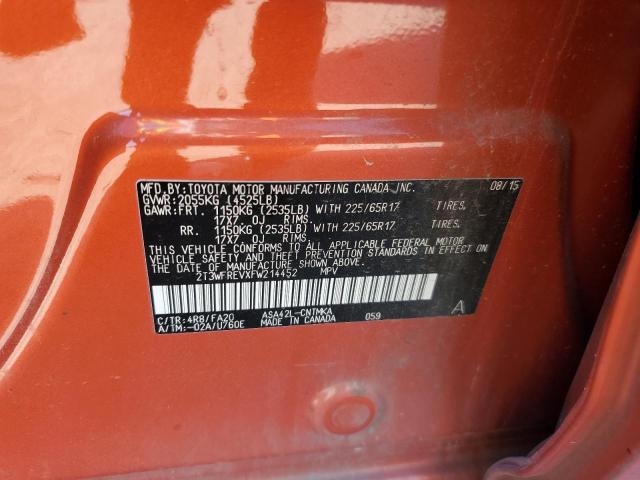 MFD.BY:TOYOTA MOTOR MANUFACTURING CANADA INC. 08/15
GVWR:2055KG (4525LB)
GAWR:FRT. 1150KG (2535LB) WITH 225/65R17 TIRES.
17X7 OJ RIMS
RR. 1150KG (2535LB) WITH 225/65R17 TIRES.
17X7 OJ RIMS
THIS VEHICLE CONFORMS TO ALL APPLICABLE FEDERAL MOTOR
VEHICLE SAFETY AND THEFT PREVENTION STANDARDS IN EFFECT ON
THE DATE OF MANUFACTURE SHOWN ABOVE.
2T3WFREVXFW214452 MPV
C/TR:4R8/FA20 ASA42L-CNTMKA 059 A
A/TM:-02A/U760E MADE IN CANADA